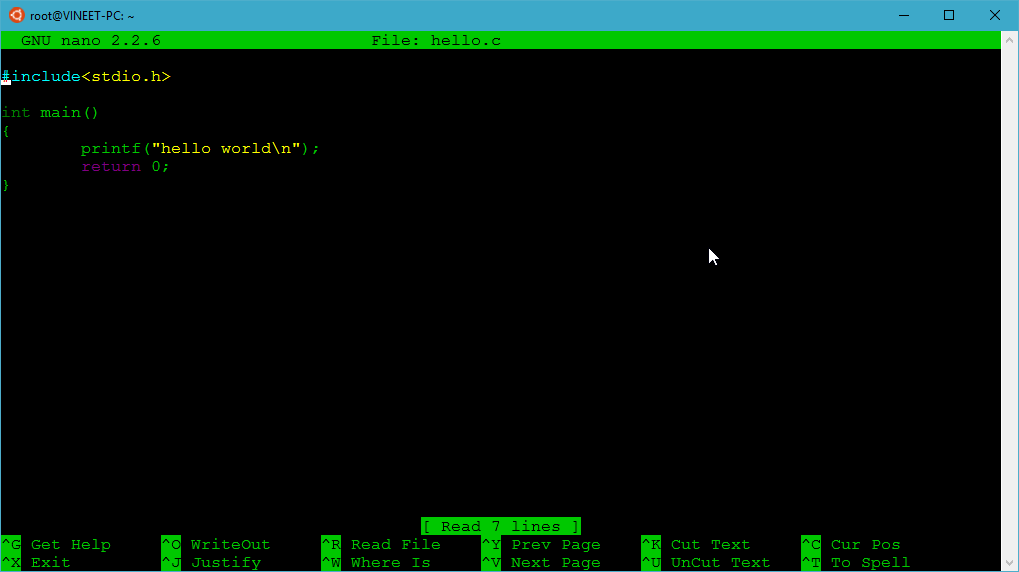 root@VINEET-PC: ~
GNU nano 2.2.6 File: hello.c
#include<stdio.h>
int main()
{
printf("hello world\n");
return 0;
}
[ Read 7 lines ]
^G Get Help ^O WriteOut ^R Read File ^Y Prev Page ^K Cut Text ^C Cur Pos
^X Exit ^J Justify ^W Where Is ^V Next Page ^U UnCut Text ^T To Spell